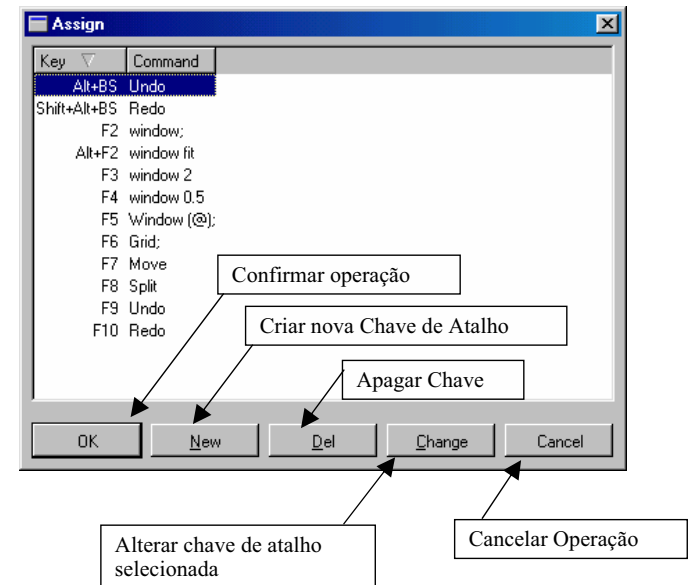 Assign
Key Command
Alt+BS Undo
Shift+Alt+BS Redo
F2 window;
Alt+F2 window fit
F3 window 2
F4 window 0.5
F5 Window (@);
F6 Grid;
F7 Move
F8 Split
F9 Undo
F10 Redo
Confirmar operação
Criar nova Chave de Atalho
Apagar Chave
OK New Del Change Cancel
Alterar chave de atalho
selecionada
Cancelar Operação